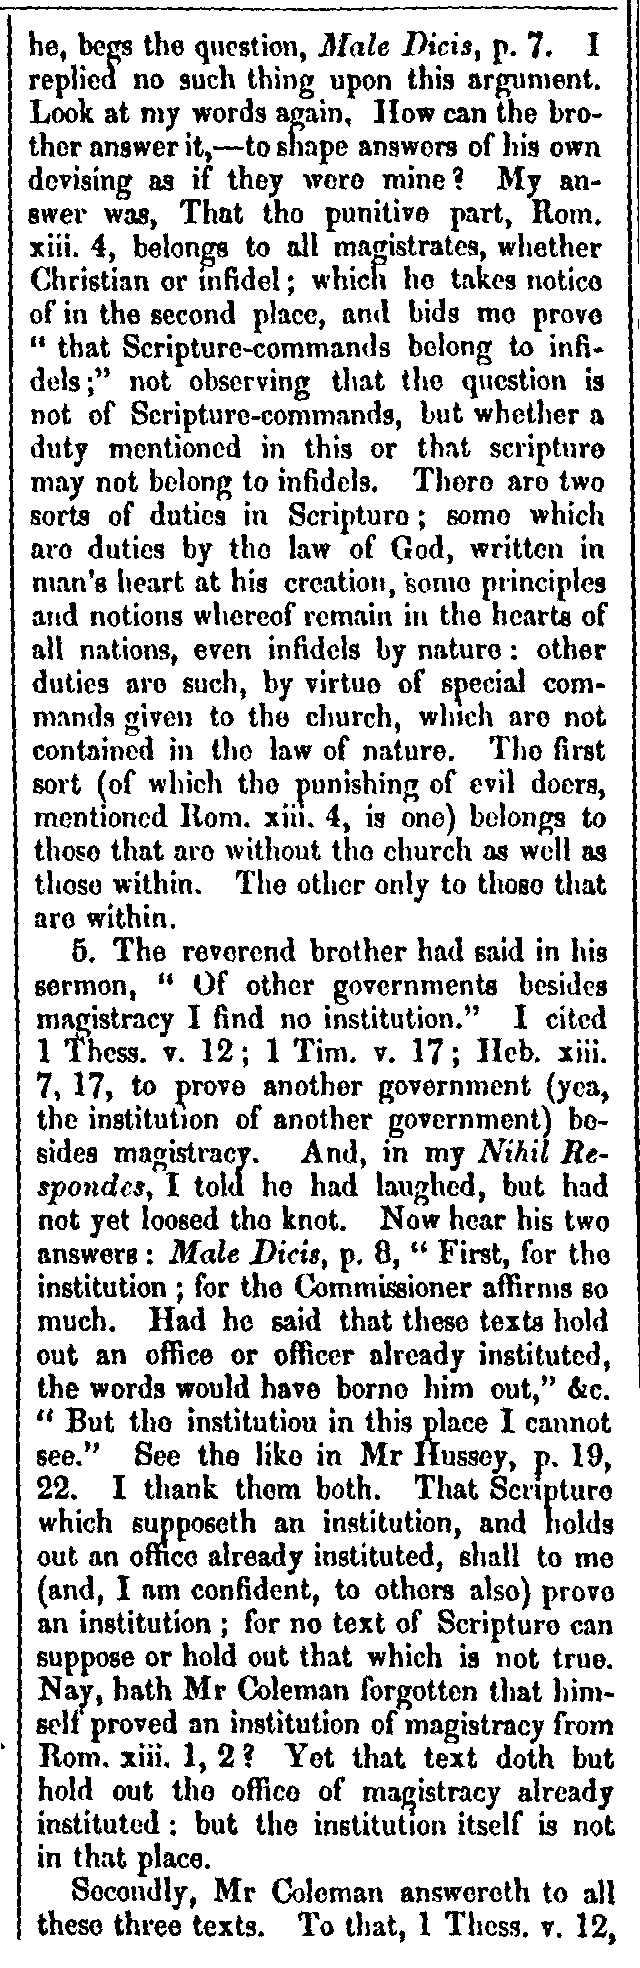 he, begs the question, Male Dicis, p. 7. I
replied no such thing upon this argument.
Look at my words again, How can the bro-
ther answer it,—to shape answers of his own
devising as if they were mine? My an-
swer was, That the punitive part, Rom.
xiii. 4, belongs to all magistrates, whether
Christian or infidel; which he takes notice
of in the second place, and bids me prove
“ that Scripture-commands belong to infi-
dels;” not observing that the question is
not of Scripture-commands, but whether a
duty mentioned in this or that scripture
may not belong to infidels. There are two
sorts of duties in Scripture; some which
are duties by the law of God, written in
man's heart at his creation, some principles
and notions whereof remain in the hearts of
all nations, even infidels by nature: other
duties are such, by virtue of special com-
mands given to the church, which are not
contained in the law of nature. The first
sort (of which the punishing of evil doers,
mentioned Rom. xiii. 4, is one) belongs to
those that are without the church as well as
those within. The other only to those that
are within.
5. The reverend brother had said in his
sermon, “ Of other governments besides
magistracy I find no institution.” I cited
1 Thess. v. 12; 1 Tim. v. 17; Heb. xiii.
7, 17, to prove another government (yea,
the institution of another government) be-
sides magistracy. And, in my Nihil Re-
spondes, I told he had laughed, but had
not yet loosed the knot. Now hear his two
answers: Male Dicis, p. 8, “ First, for the
institution; for the Commissioner affirms so
much. Had he said that these texts hold
out an office or officer already instituted,
the words would have borne him out,” &c.
“ But the institutiou in this place I cannot
see.” See the like in Mr Hussey, p. 19,
22. I thank them both. That Scripture
which supposeth an institution, and holds
out an office already instituted, shall to me
(and, I am confident, to others also) prove
an institution; for no text of Scripture can
suppose or hold out that which is not true.
Nay, hath Mr Coleman forgotten that him-
self proved an institution of magistracy from
Rom. xiii. 1, 2? Yet that text doth but
hold out the office of magistracy already
instituted: but the institution itself is not
in that place.
Secondly, Mr Coleman answereth to all
these three texts. To that, 1 Thess. v. 12,